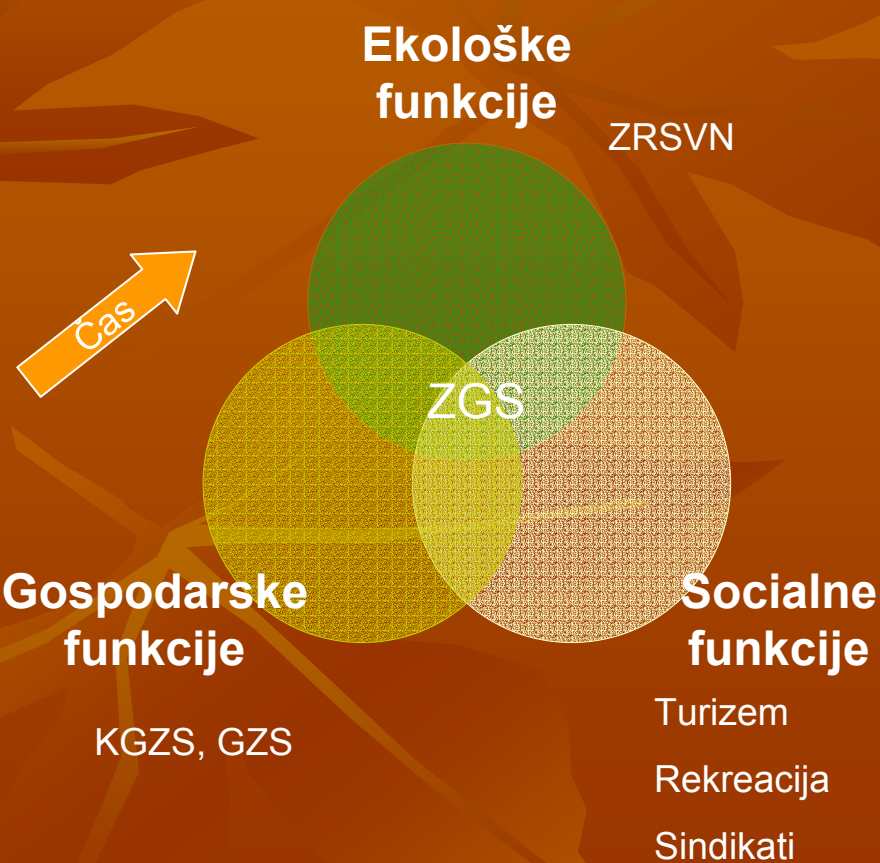 Ekološke
funkcije
ZRSVN
Čas
ZGS
Gospodarske
funkcije
KGZS, GZS
Socialne
funkcije
Turizem
Rekreacija
Sindikati